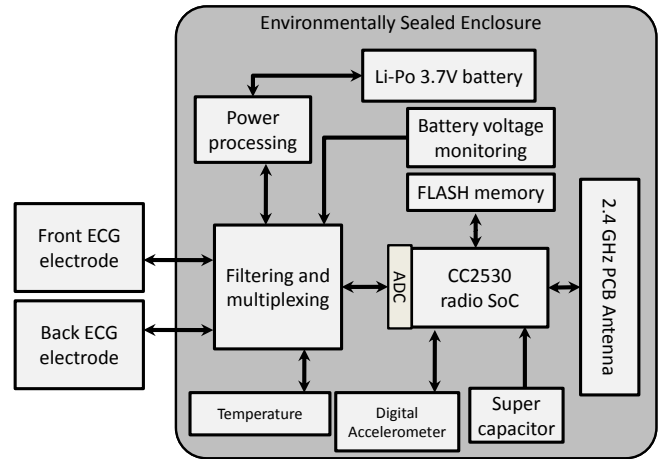 Environmentally Sealed Enclosure
Li-Po 3.7V battery
Power
processing
Battery voltage
monitoring
FLASH memory
2.4 GHz PCB Antenna
Front ECG
electrode
Filtering and
multiplexing
ADC
CC2530
radio SoC
Back ECG
electrode
Temperature
Digital
Accelerometer
Super
capacitor